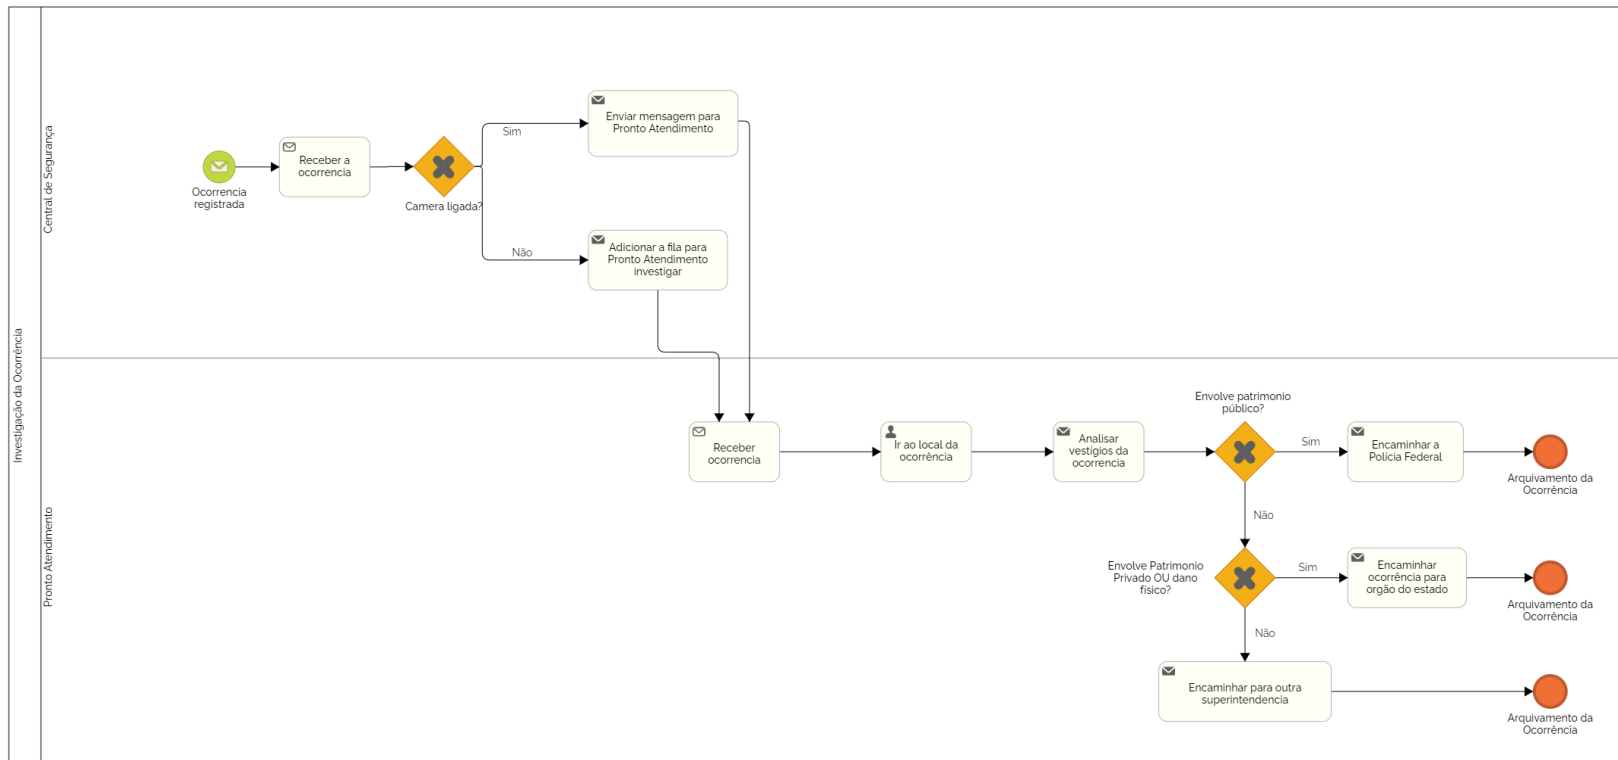 Investigação da Ocorrência
Central de Segurança
Ocorrencia
registrada
Receber a
ocorrencia
Camera ligada?
Sim
Enviar mensagem para
Pronto Atendimento
Não
Adicionar a fila para
Pronto Atendimento
investigar
Pronto Atendimento
Receber
ocorrencia
Ir ao local da
ocorrência
Analisar
vestígios da
ocorrencia
Envolve patrimonio
público?
Sim
Encaminhar a
Polícia Federal
Arquivamento da
Ocorrência
Não
Envolve Patrimonio
Privado OU dano
físico?
Sim
Encaminhar
ocorrência para
orgão do estado
Arquivamento da
Ocorrência
Não
Encaminhar para outra
superintendencia
Arquivamento da
Ocorrência